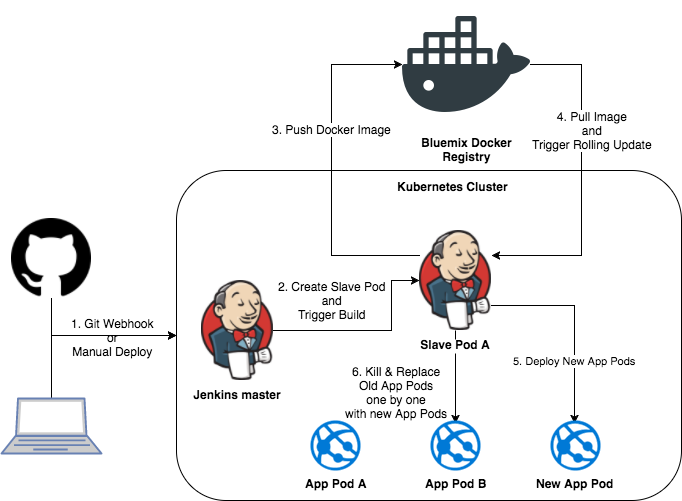 3. Push Docker Image
4. Pull Image
and
Trigger Rolling Update
Bluemix Docker
Registry
Kubernetes Cluster
1. Git Webhook
or
Manual Deploy
2. Create Slave Pod
and
Trigger Build
Jenkins master
Slave Pod A
5. Deploy New App Pods
6. Kill & Replace
Old App Pods
one by one
with new App Pods
App Pod A
App Pod B
New App Pod